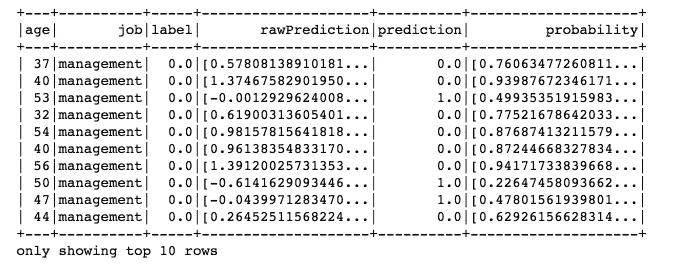 +---+----------+-----+--------------------+----------+--------------------+
|age|       job|label|       rawPrediction|prediction|         probability|
+---+----------+-----+--------------------+----------+--------------------+
| 37|management|  0.0|[0.57808138910181...|       0.0|[0.76063477260811...|
| 40|management|  0.0|[1.37467582901950...|       0.0|[0.93987672346171...|
| 53|management|  0.0|[-0.0012929624008...|       1.0|[0.49935351915983...|
| 32|management|  0.0|[0.61900313605401...|       0.0|[0.77521678642033...|
| 54|management|  0.0|[0.98157815641818...|       0.0|[0.87687413211579...|
| 40|management|  0.0|[0.96138354833170...|       0.0|[0.87244668327834...|
| 56|management|  0.0|[1.39120025731353...|       0.0|[0.94171733839668...|
| 50|management|  0.0|[-0.6141629093446...|       1.0|[0.22647458093662...|
| 47|management|  0.0|[-0.0439971283470...|       1.0|[0.47801561939801...|
| 44|management|  0.0|[0.26452511568224...|       0.0|[0.62926156628314...|
+---+----------+-----+--------------------+----------+--------------------+
only showing top 10 rows